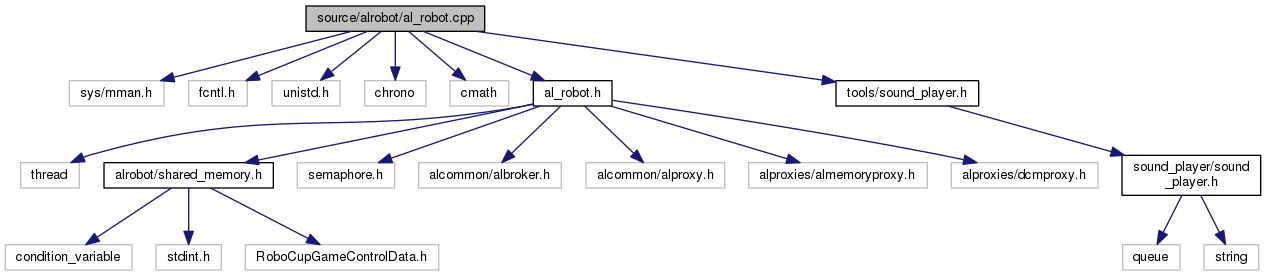 source/alrobot/al_robot.cpp
sys/mman.h
fcntl.h
unistd.h
chrono
cmath
al_robot.h
tools/sound_player.h
thread
alrobot/shared_memory.h
semaphore.h
alcommon/albroker.h
alcommon/alproxy.h
alproxies/almemoryproxy.h
alproxies/dcmproxy.h
sound_player/sound
_player.h
condition_variable
stdint.h
RoboCupGameControlData.h
queue
string